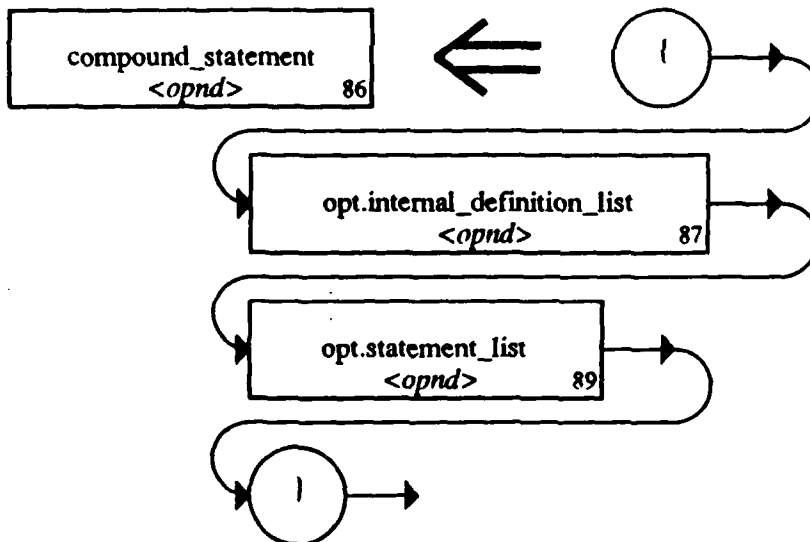 compound_statement
<opnd> 86
{
opt.internal_definition_list
<opnd> 87
opt.statement_list
<opnd> 89
}